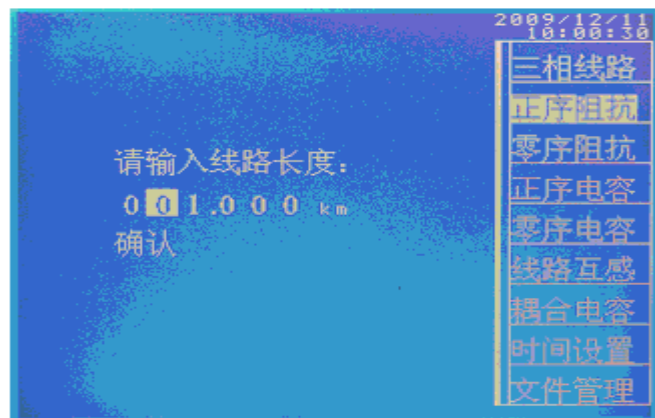 2009/12/11
10:00:30
三相线路
正序阻抗
零序阻抗
正序电容
零序电容
线路互感
耦合电容
时间设置
文件管理
请输入线路长度:
001.000 km
确认